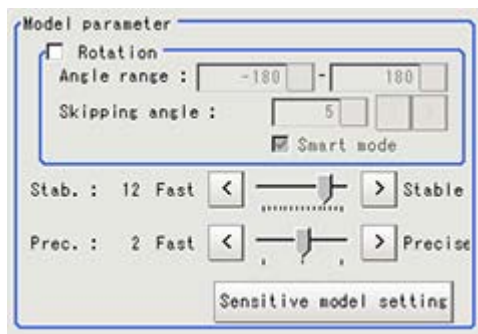 Model parameter
Rotation
Angle range : -180 - 180
Skipping angle : 5
Smart mode
Stab. : 12 Fast < > Stable
Prec. : 2 Fast < > Precise
Sensitive model setting